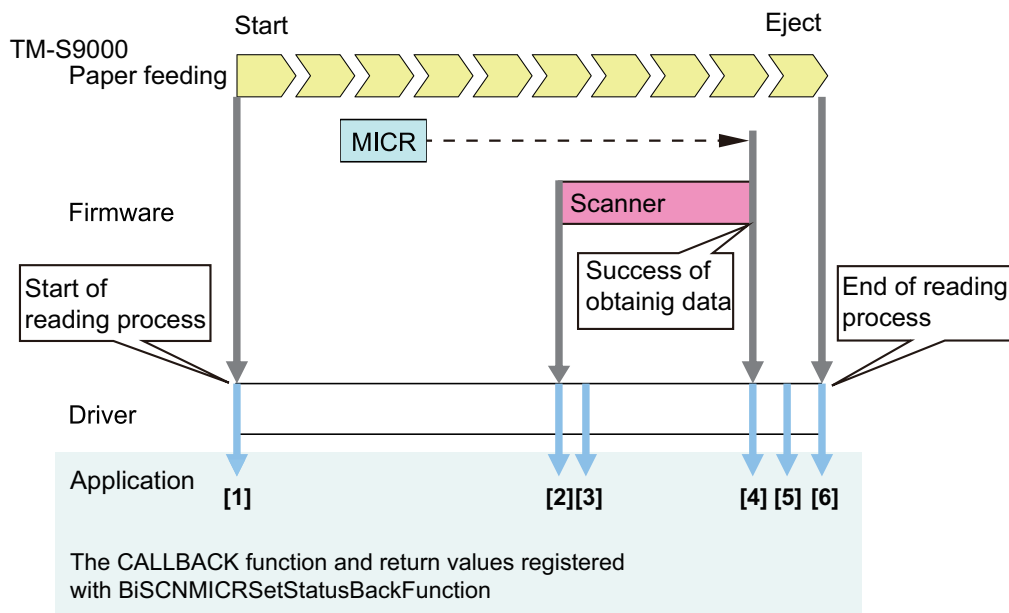 Start
Eject
TM-S9000
Paper feeding
MICR
Scanner
Firmware
Start of
reading process
Success of
obtainig data
End of reading
process
Driver
Application
[1]
[2]
[3]
[4]
[5]
[6]
The CALLBACK function and return values registered
with BiSCNMICRSetStatusBackFunction